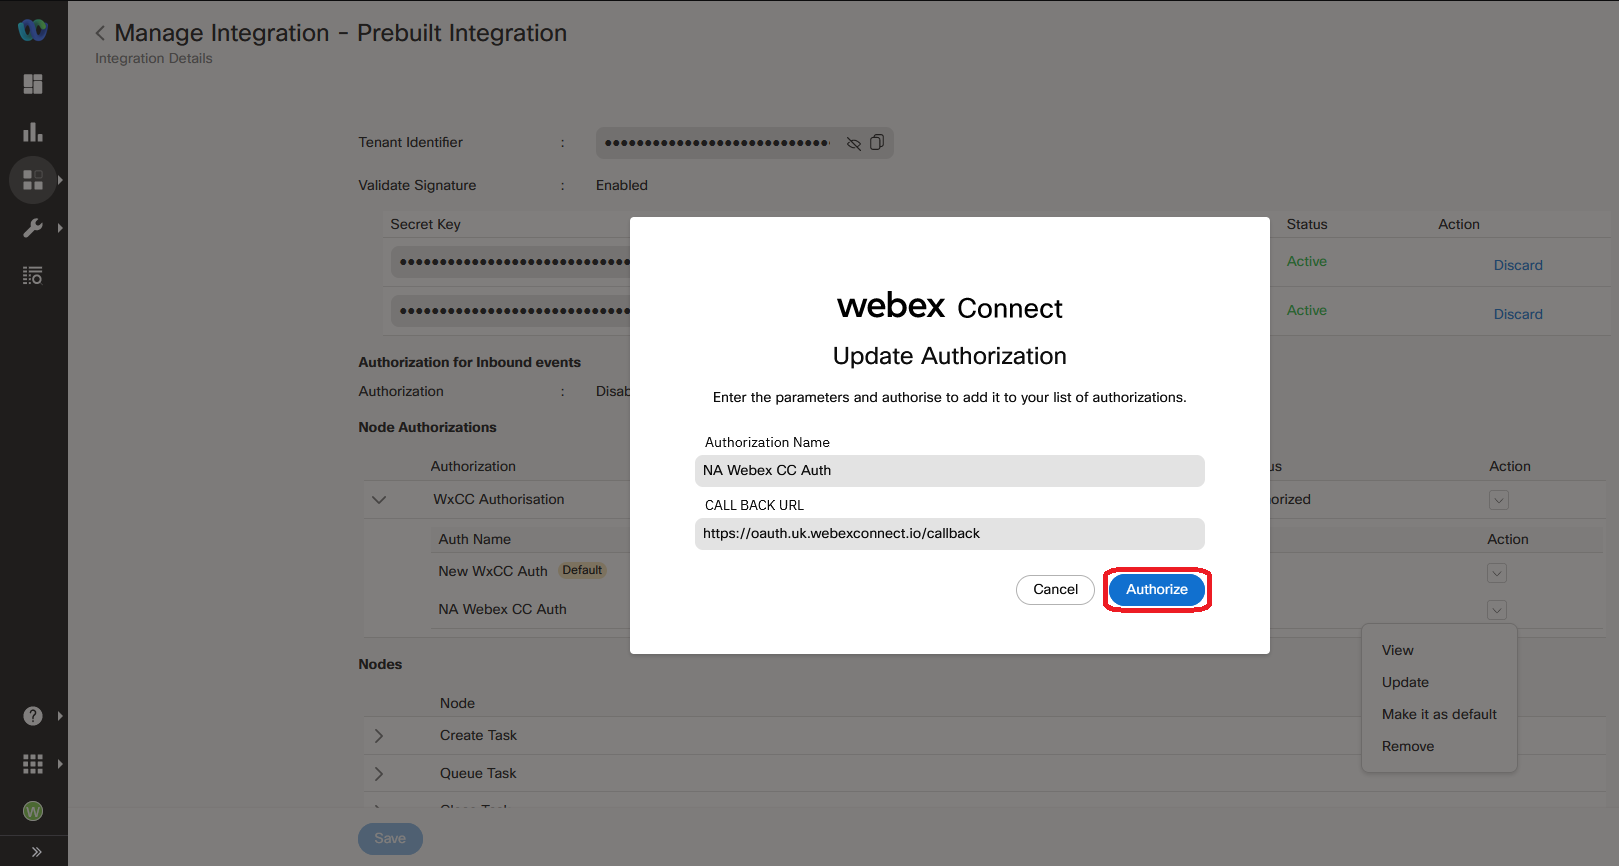 Manage Integration - Prebuilt Integration
Integration Details
Tenant Identifier :
Validate Signature : Enabled
Secret Key Status Action
Active Discard
Active Discard
webex Connect
Update Authorization
Enter the parameters and authorise to add it to your list of authorizations.
Authorization Name
NA Webex CC Auth
CALL BACK URL
https://oauth.uk.webexconnect.io/callback
Cancel Authorize
Authorization for Inbound events
Authorization : Disab
Node Authorizations
Authorization us Action
WxCC Authorisation orized
Auth Name Action
New WxCC Auth Default
NA Webex CC Auth
View
Update
Make it as default
Remove
Nodes
Node
Create Task
Queue Task
Save
W